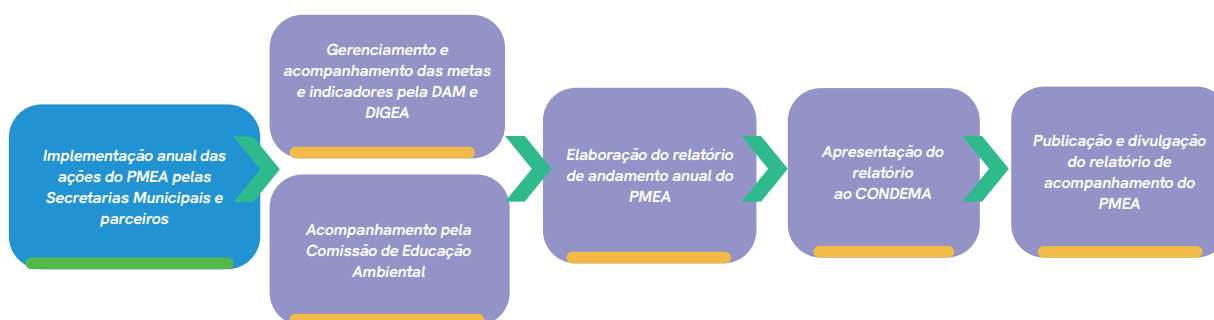 Implementação anual das
ações do PMEA pelas
Secretarias Municipais e
parceiros
Gerenciamento e
acompanhamento das metas
e indicadores pela DAM e
DIGEA
Acompanhamento pela
Comissão de Educação
Ambiental
Elaboração do relatório
de andamento anual do
PMEA
Apresentação do
relatório
ao CONDEMA
Publicação e divulgação
do relatório de
acompanhamento do
PMEA